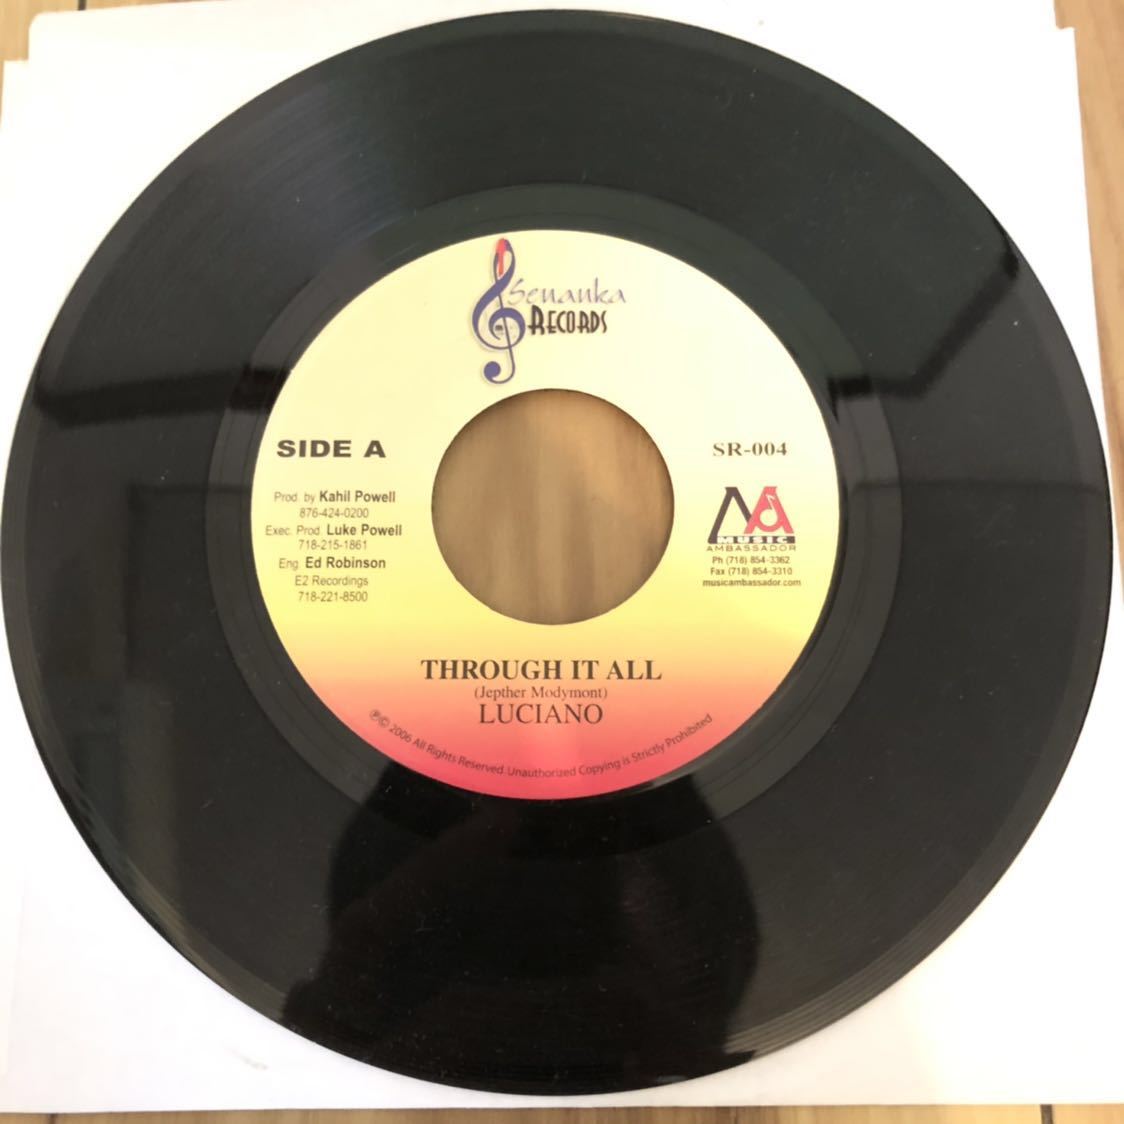 Senanka
RECORDS
SIDE A
Prod. by Kahil Powell
876-424-0200
Exec. Prod. Luke Powell
718-215-1861
Eng. Ed Robinson
E2 Recordings
718-221-8500
SR-004
MA
MUSIC
AMBASSADOR
Ph (718) 854-3362
Fax (718) 854-3310
musicambassador.com
THROUGH IT ALL
(Jepther Modymont)
LUCIANO
℗© 2006 All Rights Reserved. Unauthorized Copying is Strictly Prohibited